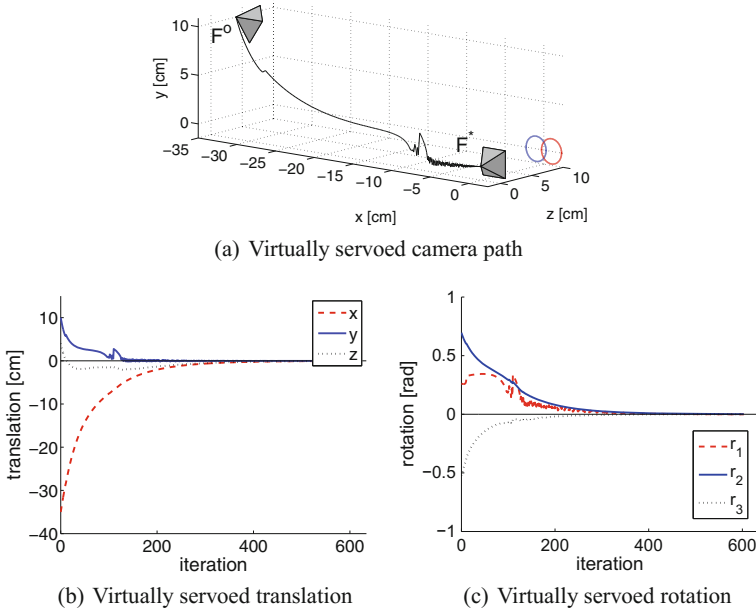 10
5
0
y [cm]
F°
F*
-35
-30
-25
-20
-15
-10
-5
0
x [cm]
0
5
10
z [cm]
(a) Virtually servoed camera path
10
0
-10
-20
-30
-40
translation [cm]
x
y
z
0
200
400
600
iteration
(b) Virtually servoed translation
1
0.5
0
-0.5
-1
rotation [rad]
r_1
r_2
r_3
0
200
400
600
iteration
(c) Virtually servoed rotation